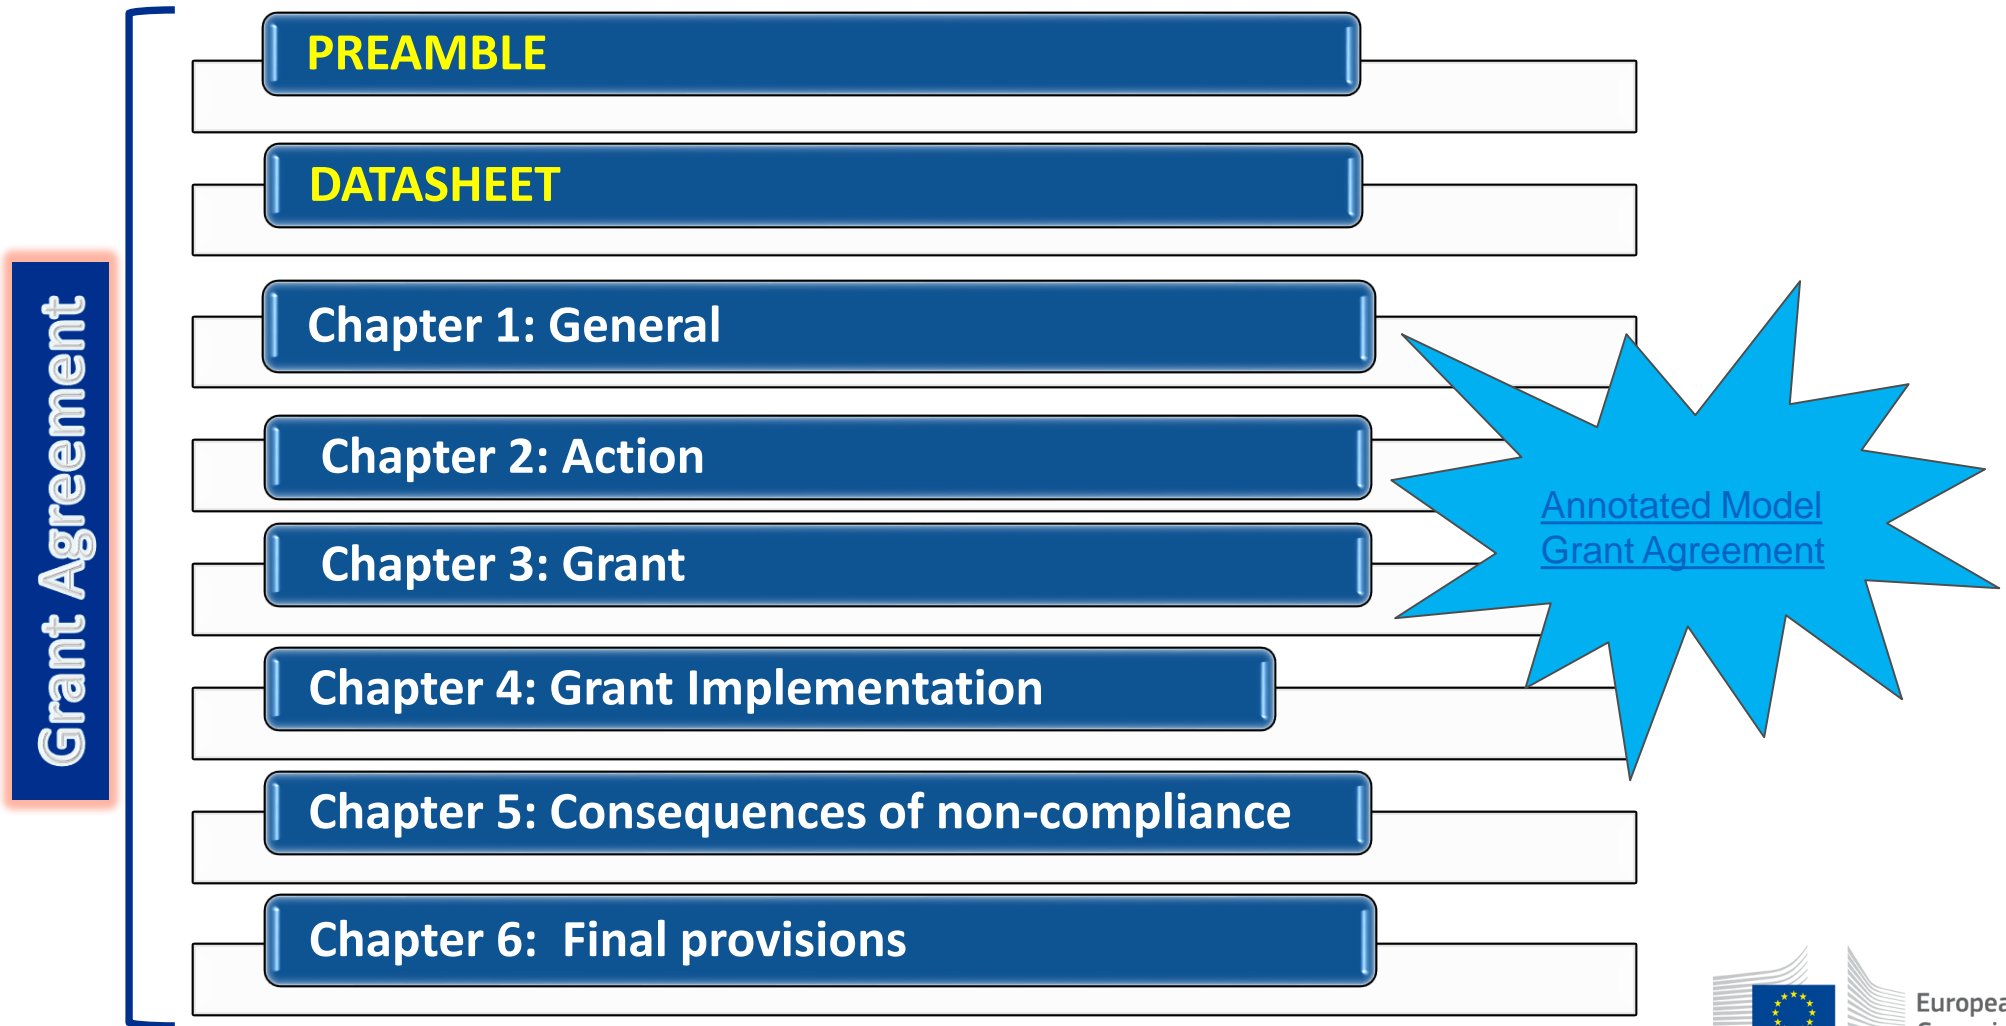 Grant Agreement
PREAMBLE
DATASHEET
Chapter 1: General
Chapter 2: Action
Chapter 3: Grant
Chapter 4: Grant Implementation
Chapter 5: Consequences of non-compliance
Chapter 6:  Final provisions
Annotated Model
Grant Agreement